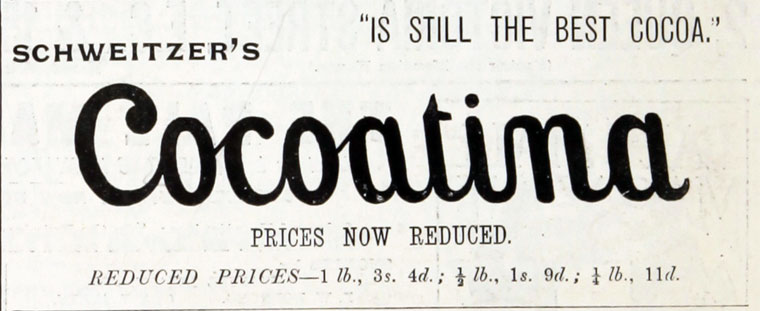 "IS STILL THE BEST COCOA."
SCHWEITZER'S
Cocoatina
PRICES NOW REDUCED.
REDUCED PRICES—1 lb., 3s. 4d.; ½ lb., 1s. 9d.; ¼ lb., 11d.